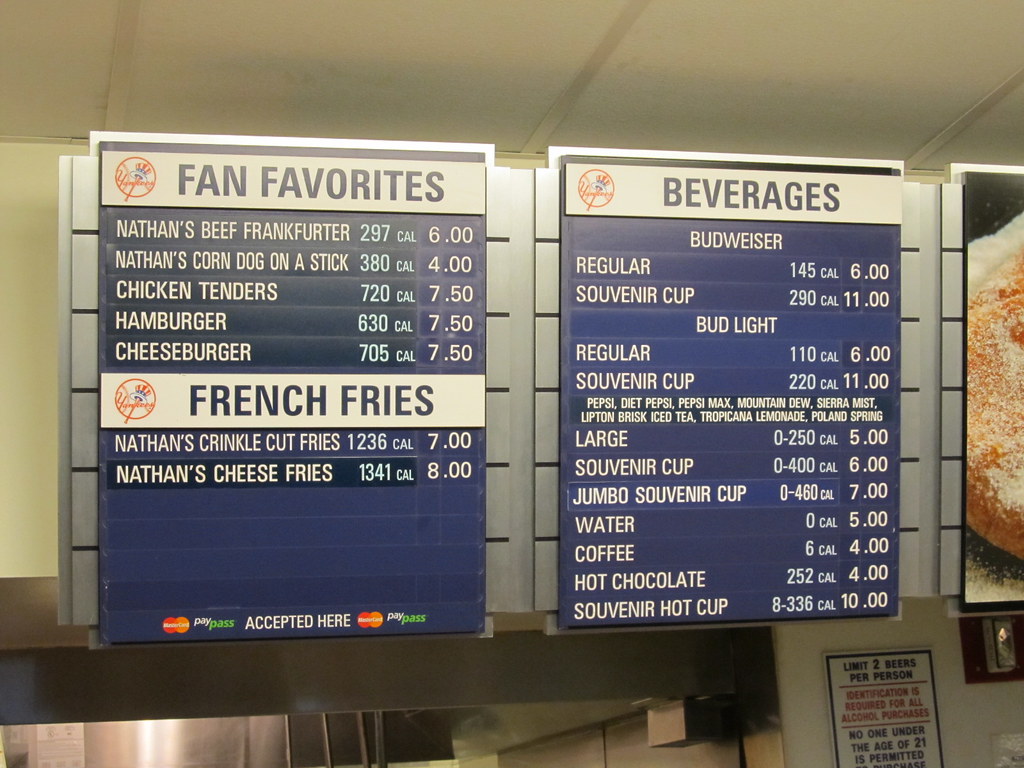 FAN FAVORITES
NATHAN'S BEEF FRANKFURTER 297 CAL 6.00
NATHAN'S CORN DOG ON A STICK 380 CAL 4.00
CHICKEN TENDERS 720 CAL 7.50
HAMBURGER 630 CAL 7.50
CHEESEBURGER 705 CAL 7.50
FRENCH FRIES
NATHAN'S CRINKLE CUT FRIES 1236 CAL 7.00
NATHAN'S CHEESE FRIES 1341 CAL 8.00
MasterCard paypass ACCEPTED HERE MasterCard paypass
BEVERAGES
BUDWEISER
REGULAR 145 CAL 6.00
SOUVENIR CUP 290 CAL 11.00
BUD LIGHT
REGULAR 110 CAL 6.00
SOUVENIR CUP 220 CAL 11.00
PEPSI, DIET PEPSI, PEPSI MAX, MOUNTAIN DEW, SIERRA MIST,
LIPTON BRISK ICED TEA, TROPICANA LEMONADE, POLAND SPRING
LARGE 0-250 CAL 5.00
SOUVENIR CUP 0-400 CAL 6.00
JUMBO SOUVENIR CUP 0-460 CAL 7.00
WATER 0 CAL 5.00
COFFEE 6 CAL 4.00
HOT CHOCOLATE 252 CAL 4.00
SOUVENIR HOT CUP 8-336 CAL 10.00
LIMIT 2 BEERS
PER PERSON
IDENTIFICATION IS
REQUIRED FOR ALL
ALCOHOL PURCHASES
NO ONE UNDER
THE AGE OF 21
IS PERMITTED
TO PURCHASE